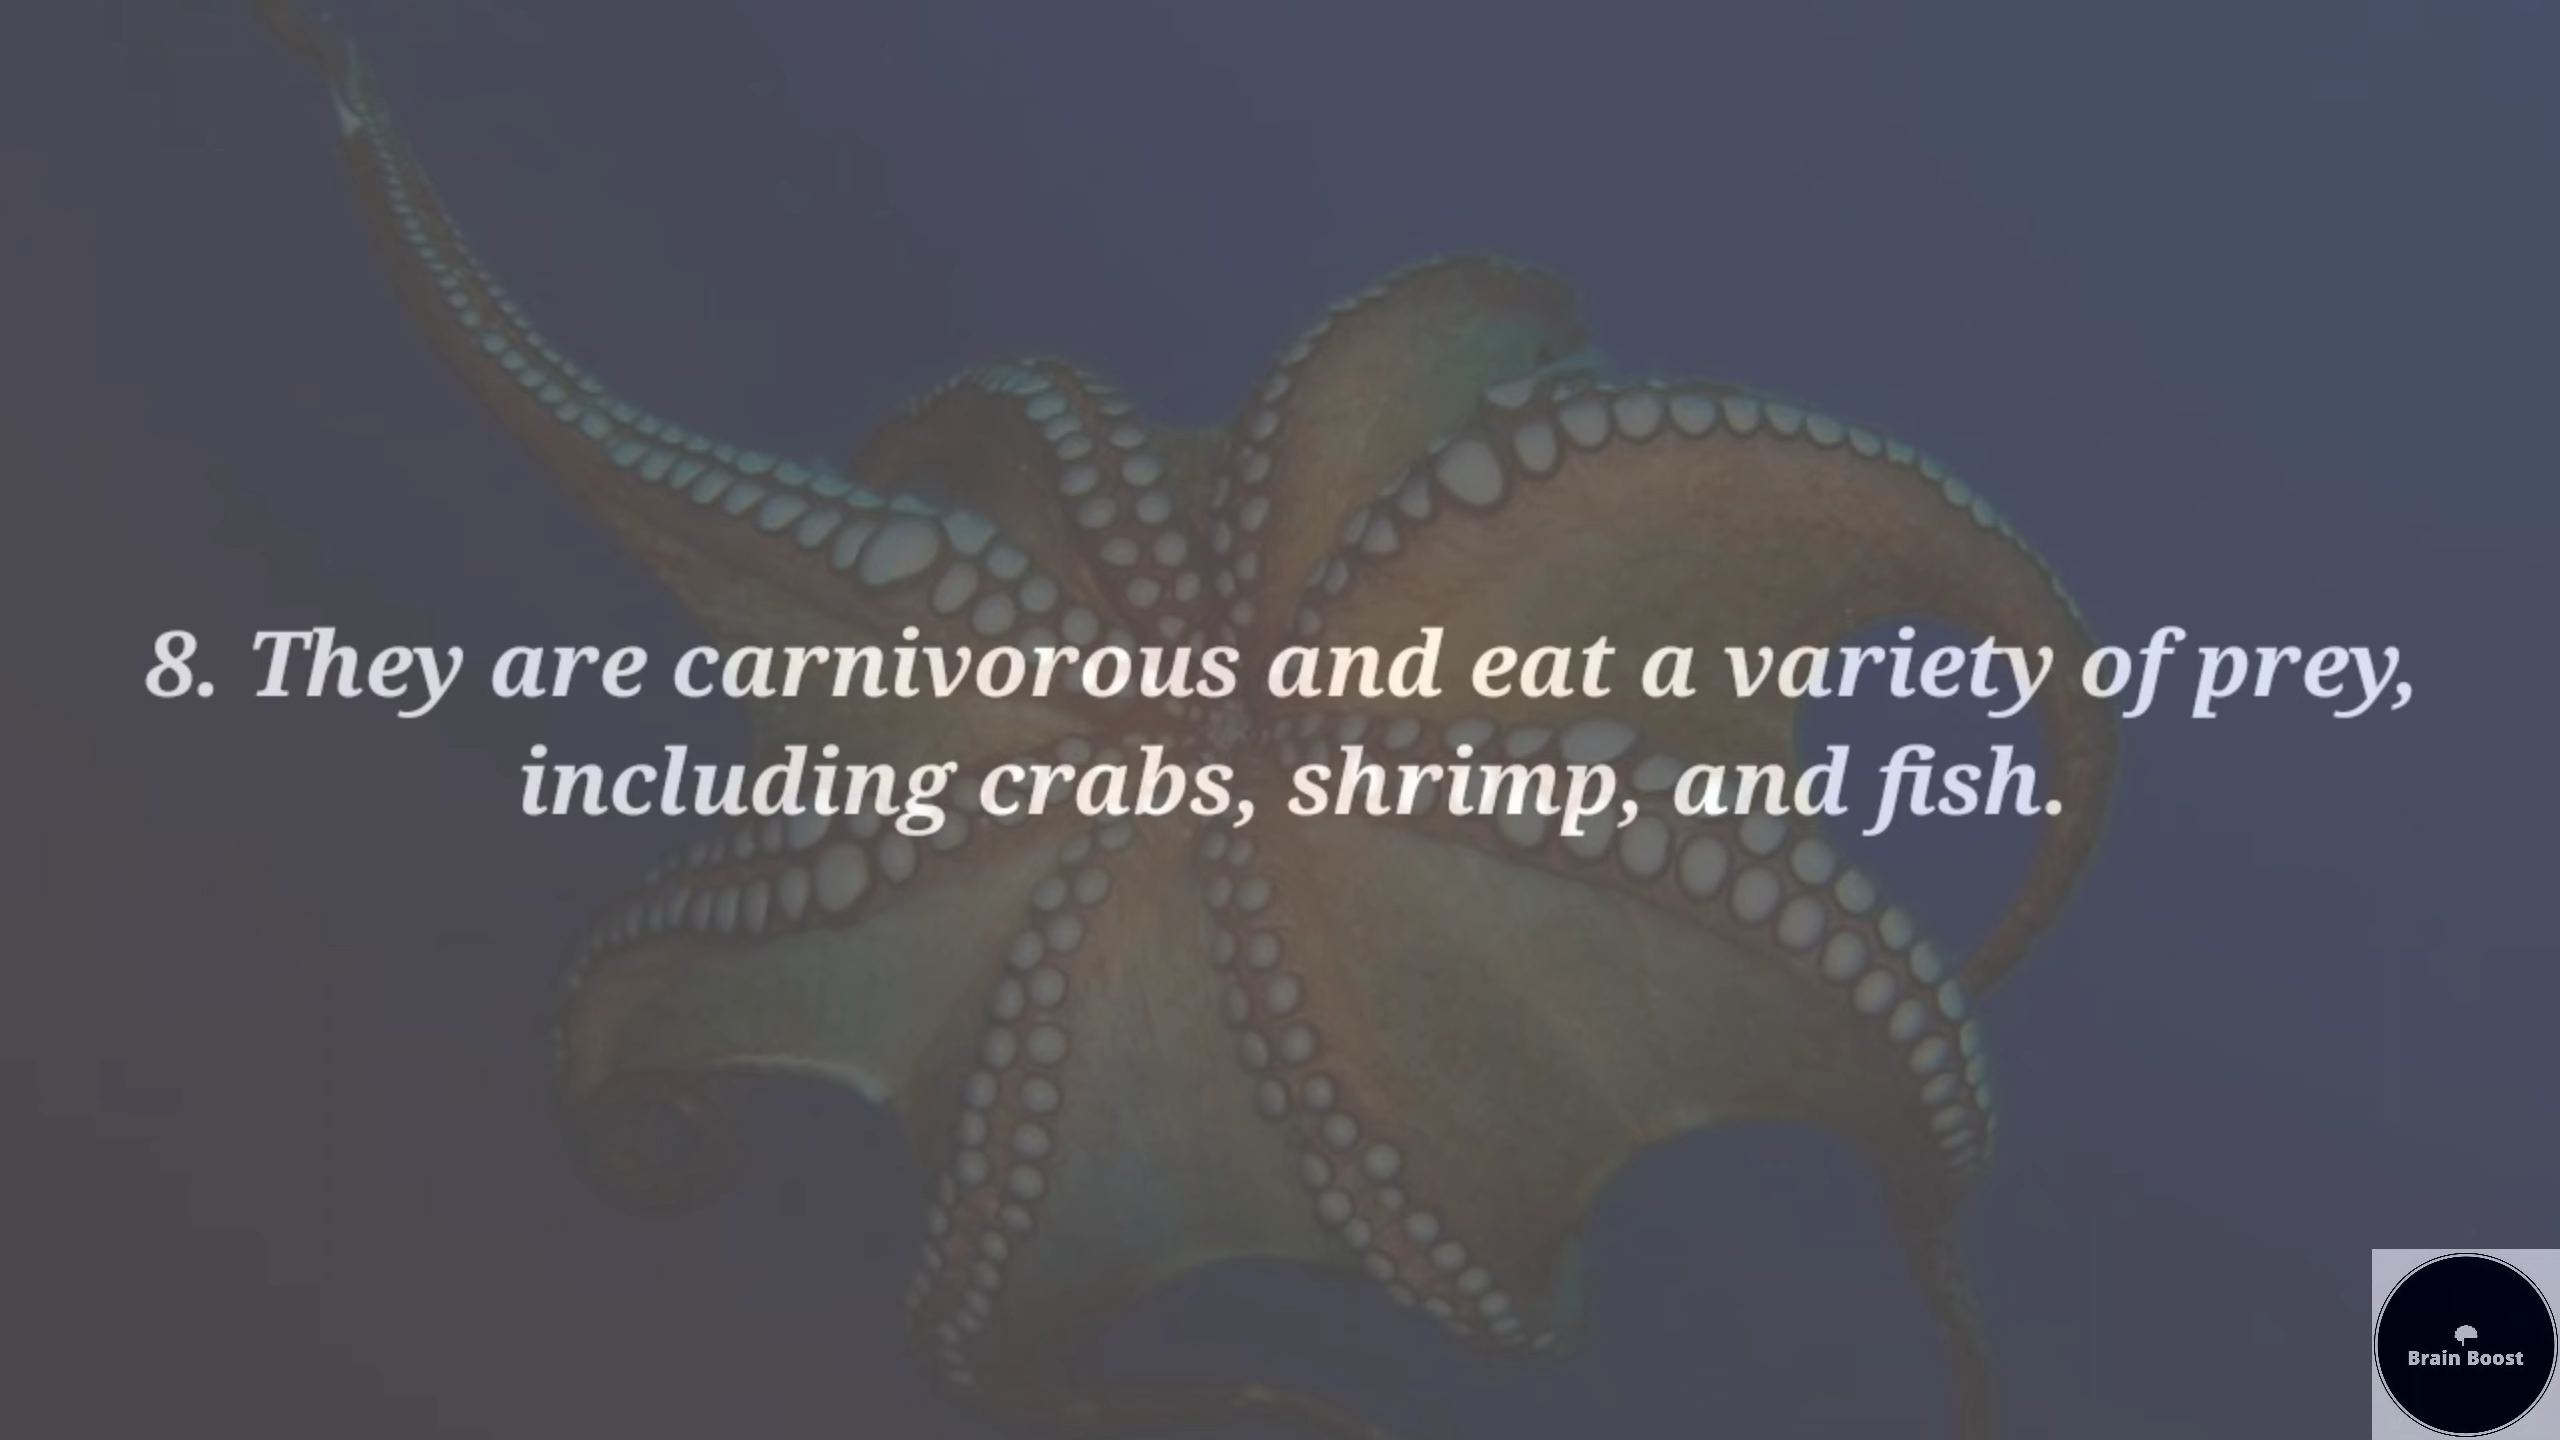 8. They are carnivorous and eat a variety of prey,
including crabs, shrimp, and fish.
Brain Boost